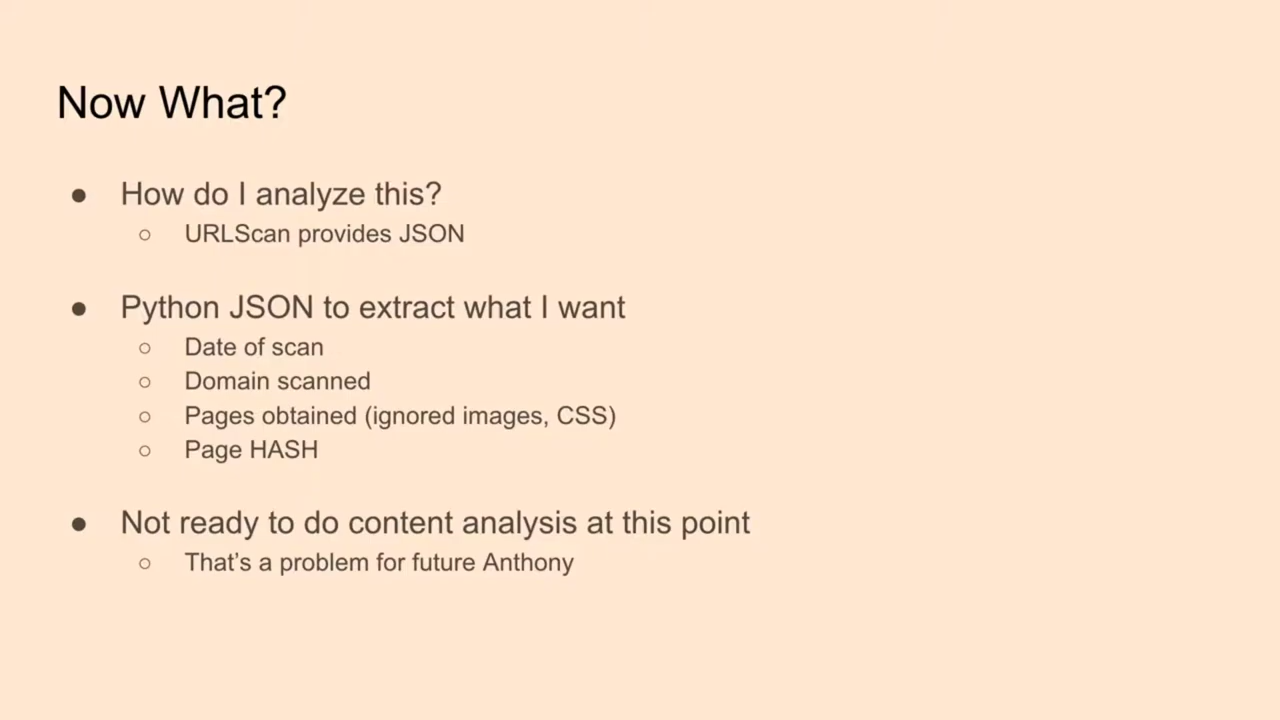 Now What?
● How do I analyze this?
○ URLScan provides JSON
● Python JSON to extract what I want
○ Date of scan
○ Domain scanned
○ Pages obtained (ignored images, CSS)
○ Page HASH
● Not ready to do content analysis at this point
○ That’s a problem for future Anthony